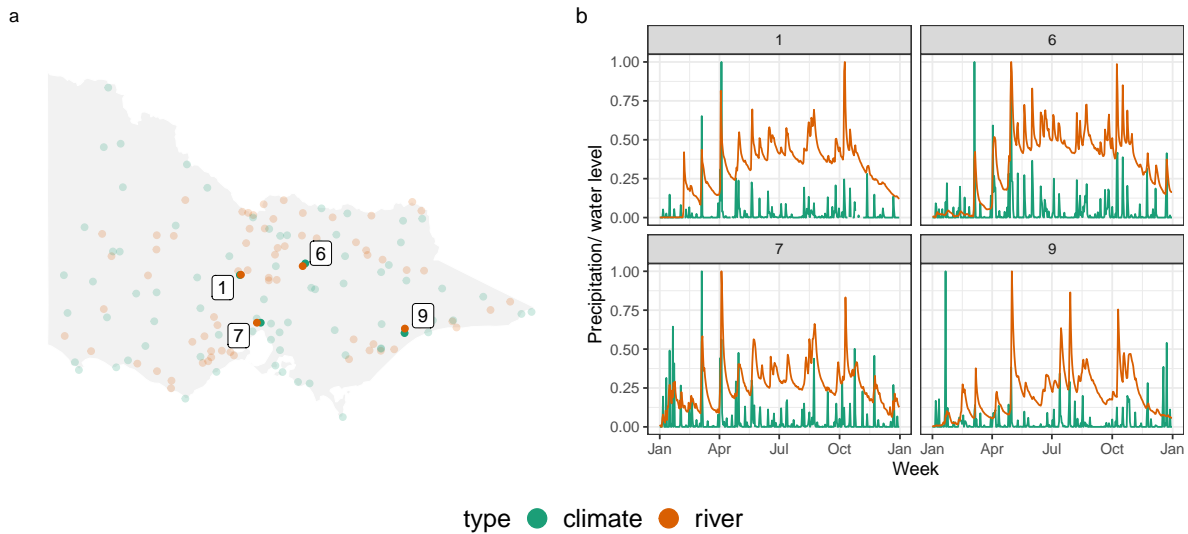 a
1
6
7
9
b
Precipitation/ water level
1
6
1.00
0.75
0.50
0.25
0.00
7
9
1.00
0.75
0.50
0.25
0.00
Jan Apr Jul Oct Jan
Jan Apr Jul Oct Jan
Week
type climate river